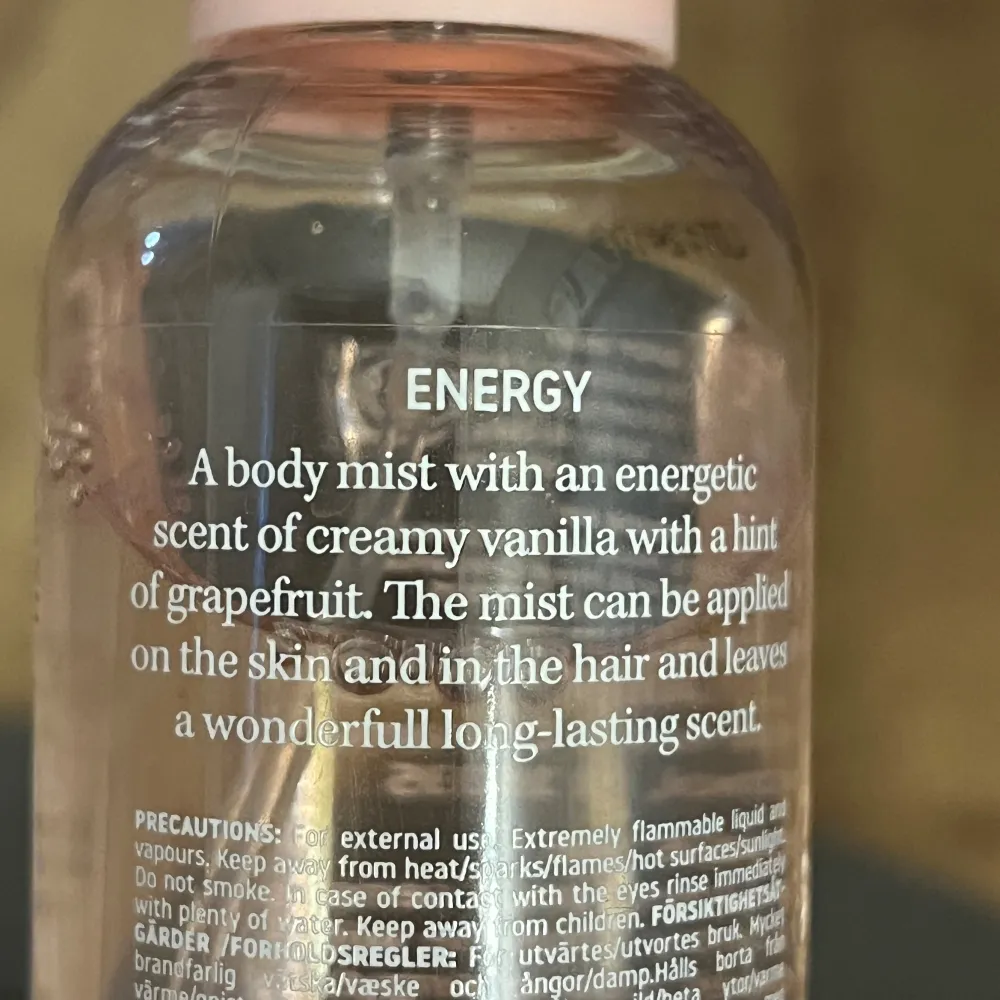 ENERGY
A body mist with an energetic
scent of creamy vanilla with a hint
of grapefruit. The mist can be applied
on the skin and in the hair and leaves
a wonderfull long-lasting scent.
PRECAUTIONS: For external use. Extremely flammable liquid and
vapours. Keep away from heat/sparks/flames/hot surfaces/sunlight.
Do not smoke. In case of contact with the eyes rinse immediately
with plenty of water. Keep away from children. FÖRSIKTIGHETSÅT-
GÄRDER /FORHOLDSREGLER: För utvärtes/utvortes bruk. Mycket
brandfarlig vätska/væske och ångor/damp.Hålls borta från
ytor/varme